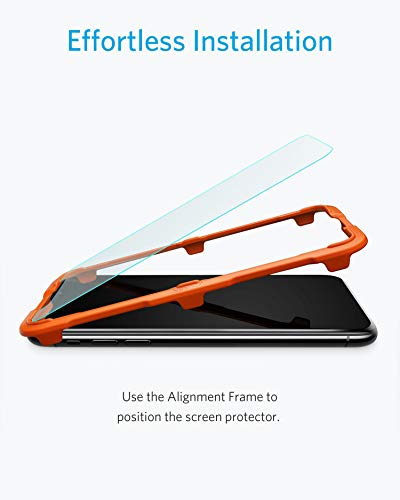 Effortless Installation
Use the Alignment Frame to
position the screen protector.